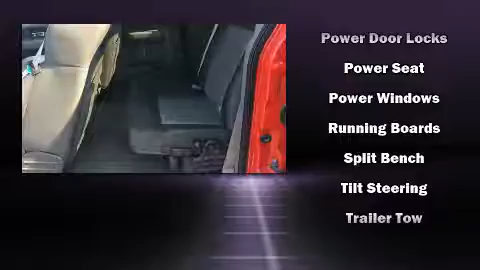 Power Door Locks
Power Seat
Power Windows
Running Boards
Split Bench
Tilt Steering
Trailer Tow